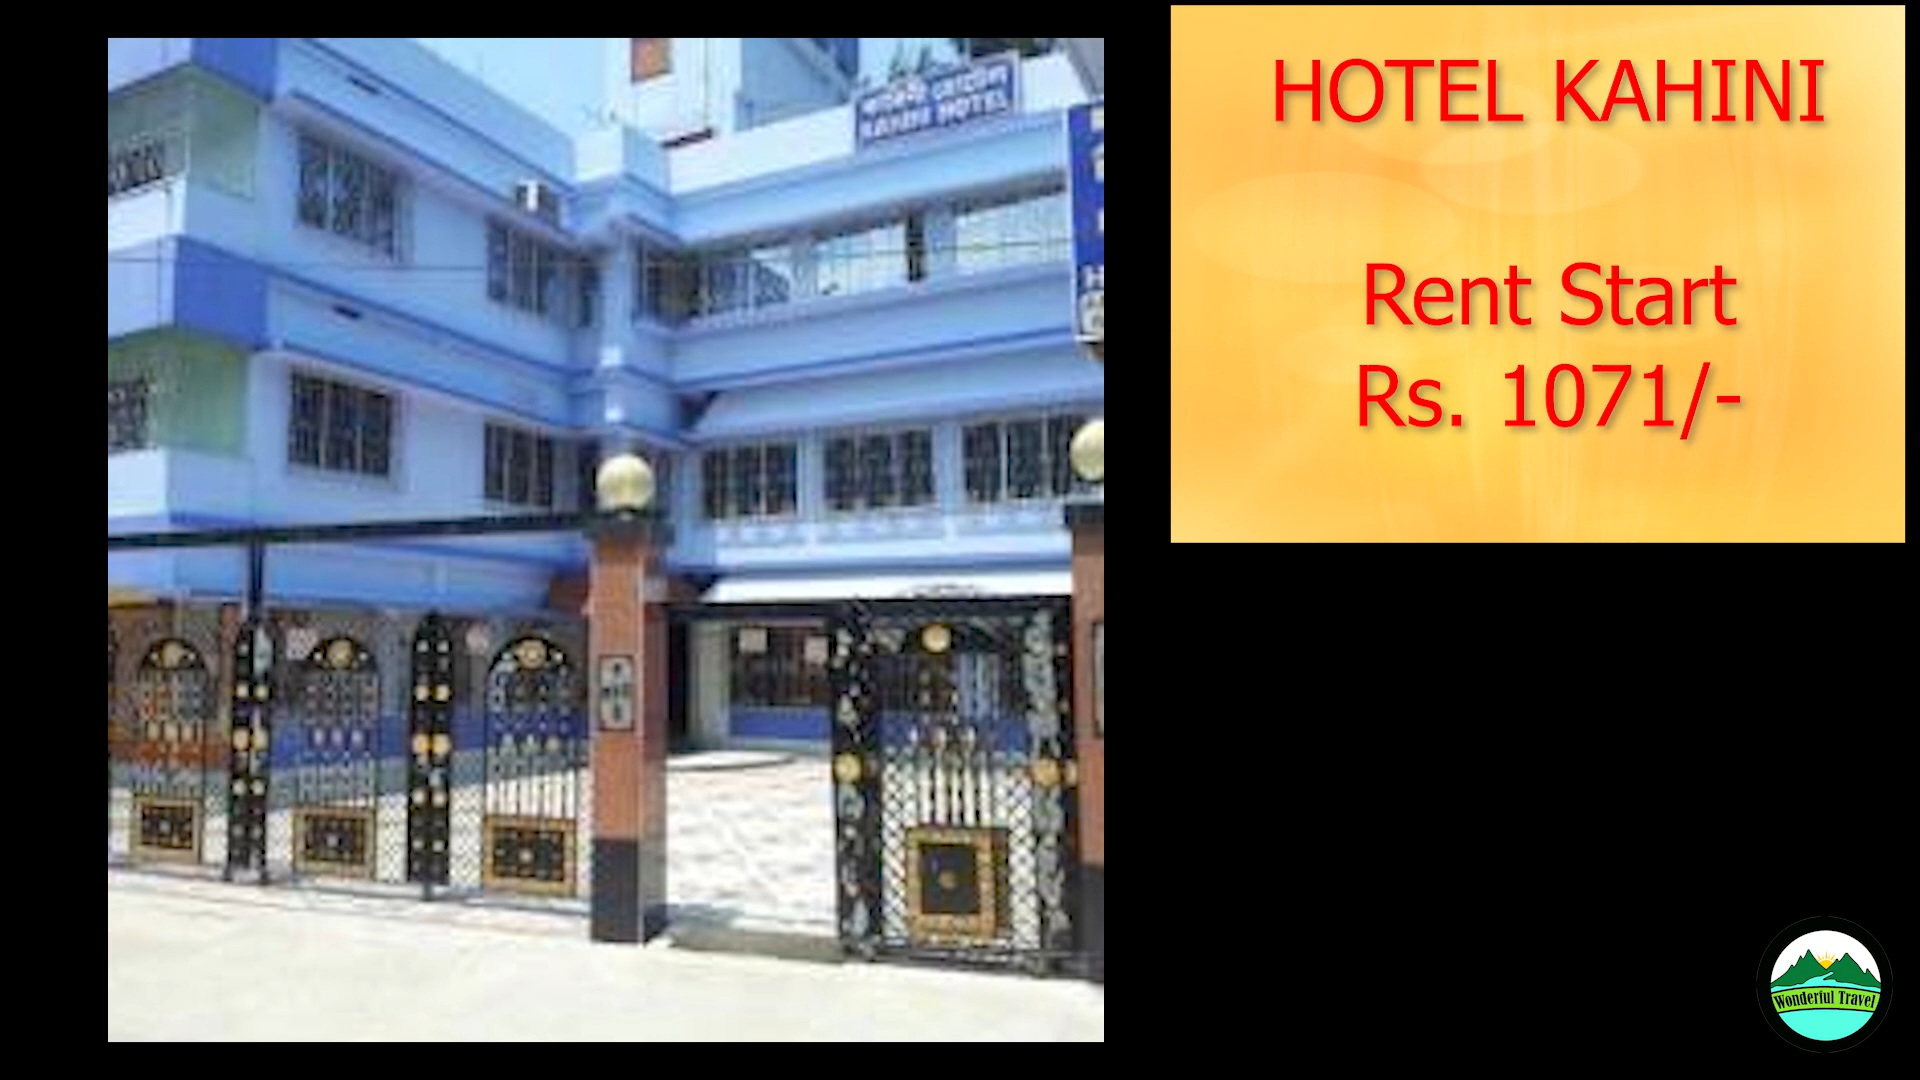 HOTEL KAHINI
Rent Start
Rs. 1071/-
কাহিনী হোটেল
KAHINI HOTEL
Wonderful Travel